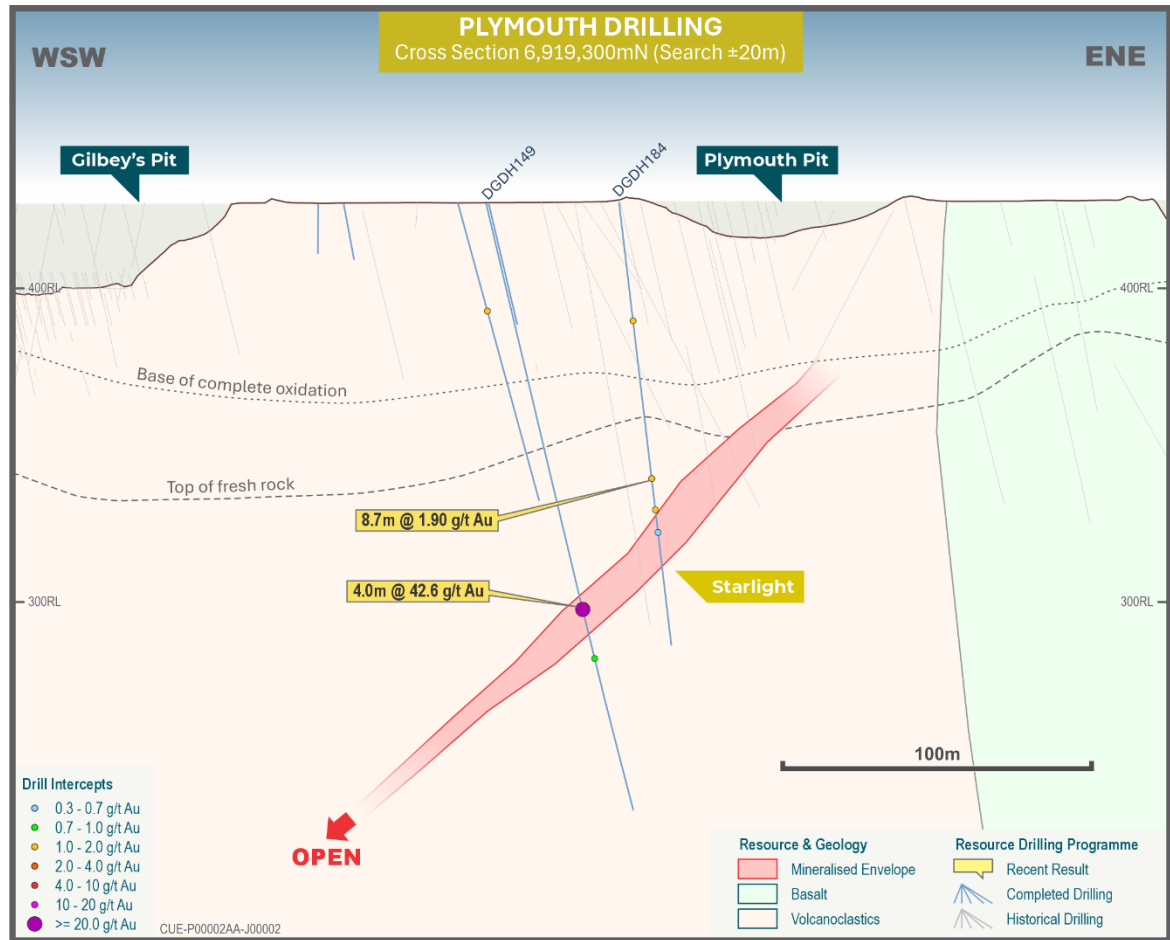 PLYMOUTH DRILLING
Cross Section 6,919,300mN (Search ±20m)
WSW
ENE
Gilbey's Pit
DGDH149
DGDH184
Plymouth Pit
400RL
400RL
Base of complete oxidation
Top of fresh rock
8.7m @ 1.90 g/t Au
4.0m @ 42.6 g/t Au
Starlight
300RL
300RL
100m
OPEN
Drill Intercepts
0.3 - 0.7 g/t Au
0.7 - 1.0 g/t Au
1.0 - 2.0 g/t Au
2.0 - 4.0 g/t Au
4.0 - 10 g/t Au
10 - 20 g/t Au
>= 20.0 g/t Au
CUE-P00002AA-J00002
Resource & Geology
Mineralised Envelope
Basalt
Volcanoclastics
Resource Drilling Programme
Recent Result
Completed Drilling
Historical Drilling